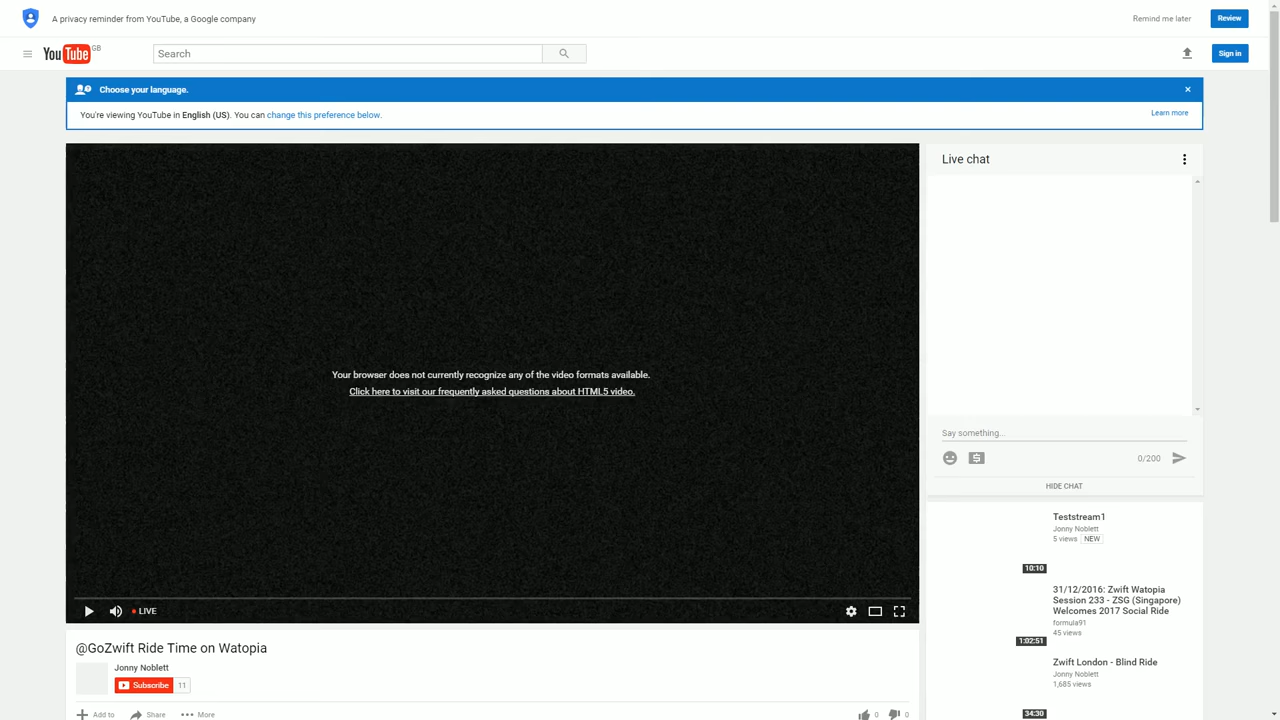 A privacy reminder from YouTube, a Google company
Remind me later
Review
YouTube GB
Search
Sign in
Choose your language.
You're viewing YouTube in English (US). You can change this preference below.
Learn more
Live chat
Your browser does not currently recognize any of the video formats available.
Click here to visit our frequently asked questions about HTML5 video.
Say something...
0/200
HIDE CHAT
LIVE
Teststream1
Jonny Noblett
5 views NEW
10:10
31/12/2016: Zwift Watopia
Session 233 - ZSG (Singapore)
Welcomes 2017 Social Ride
formula91
45 views
1:02:51
Zwift London - Blind Ride
Jonny Noblett
1,685 views
34:30
@GoZwift Ride Time on Watopia
Jonny Noblett
Subscribe 11
Add to
Share
More
0
0